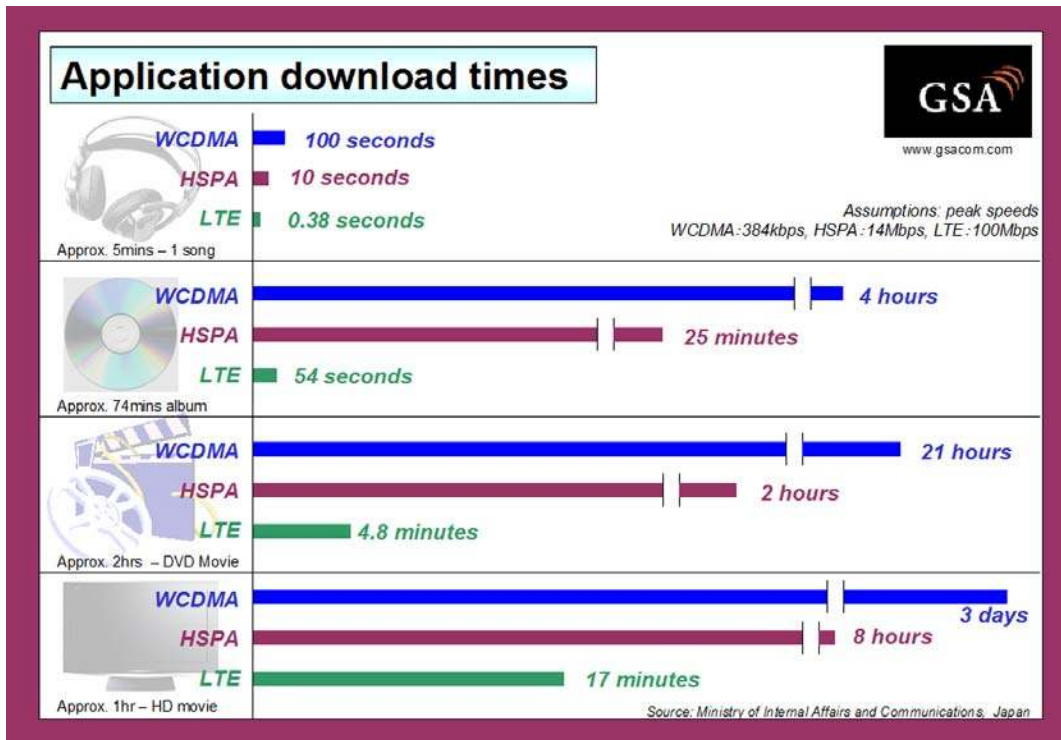 Application download times
GSA
www.gsacom.com
WCDMA 100 seconds
HSPA 10 seconds
LTE 0.38 seconds
Approx. 5mins – 1 song
Assumptions: peak speeds
WCDMA:384kbps, HSPA:14Mbps, LTE:100Mbps
WCDMA 4 hours
HSPA 25 minutes
LTE 54 seconds
Approx. 74mins album
WCDMA 21 hours
HSPA 2 hours
LTE 4.8 minutes
Approx. 2hrs – DVD Movie
WCDMA 3 days
HSPA 8 hours
LTE 17 minutes
Approx. 1hr – HD movie
Source: Ministry of Internal Affairs and Communications, Japan